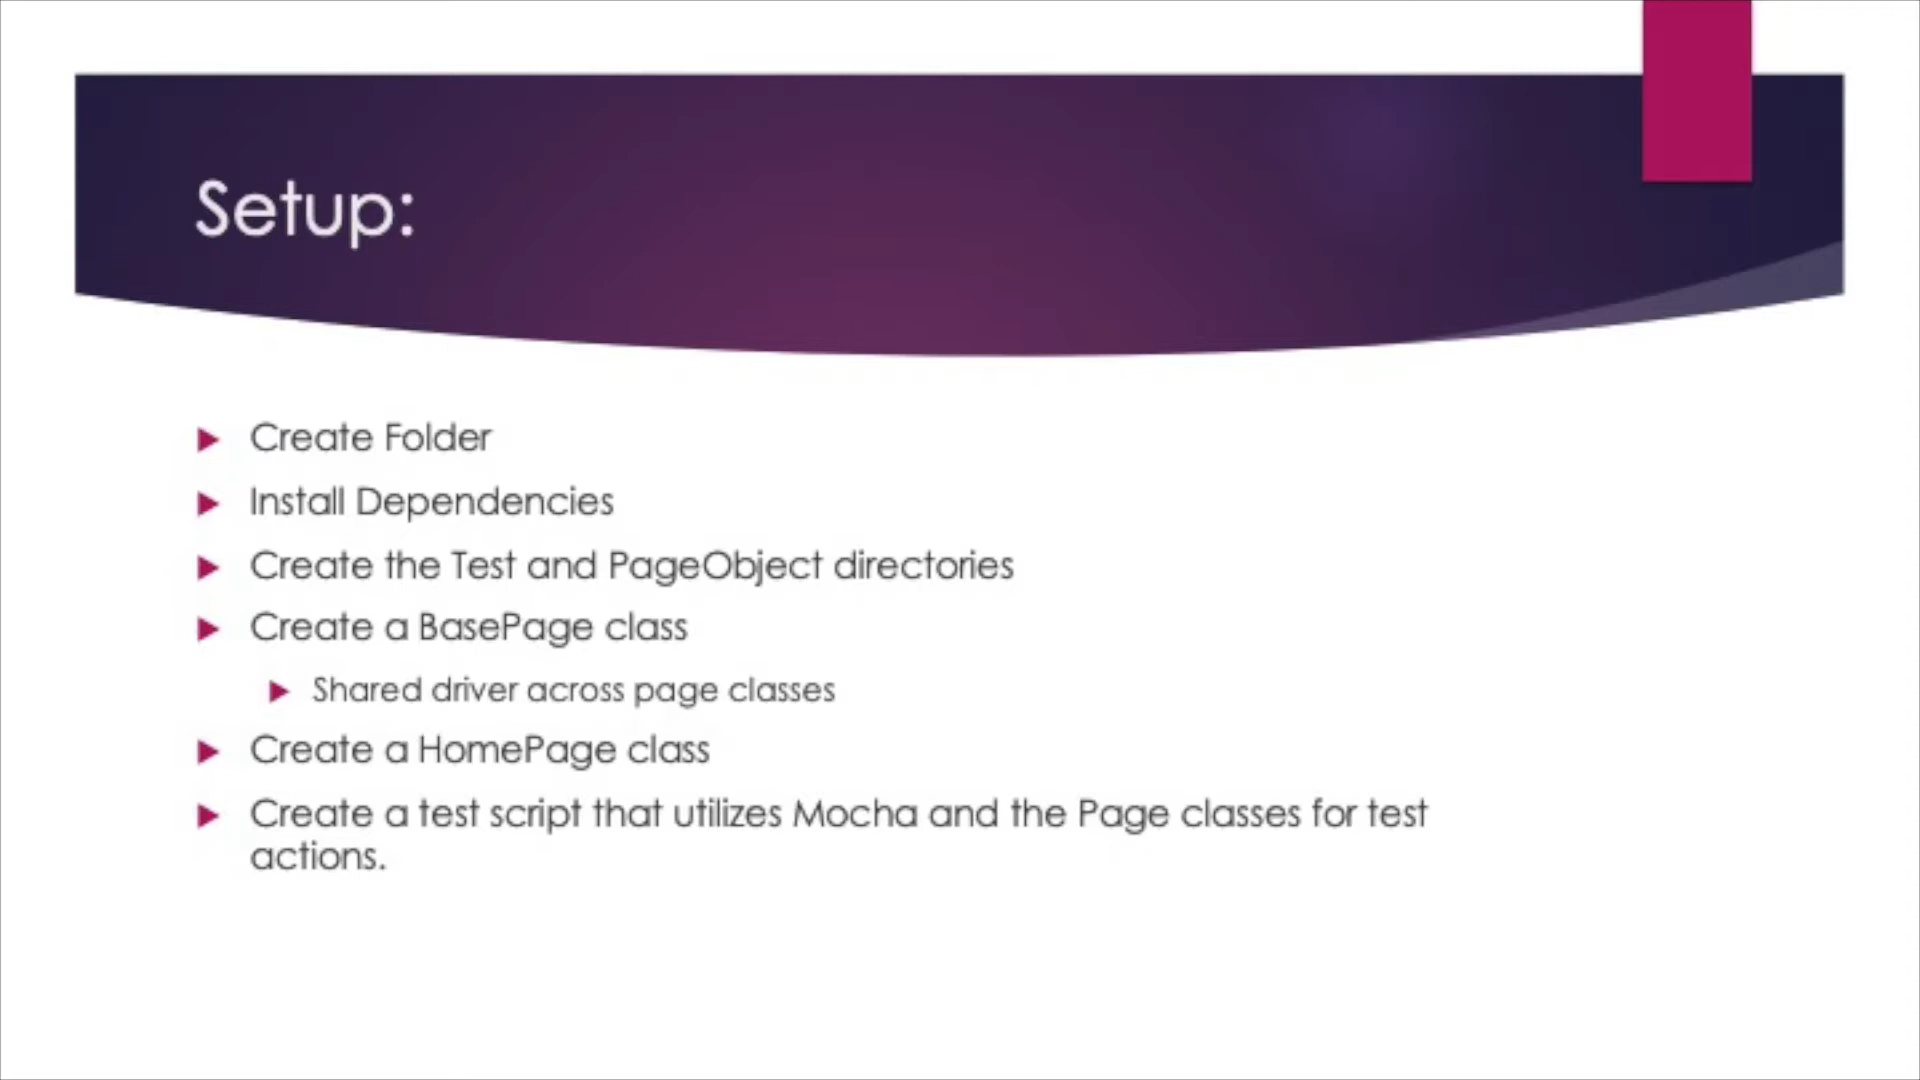 Setup:
Create Folder
Install Dependencies
Create the Test and PageObject directories
Create a BasePage class
Shared driver across page classes
Create a HomePage class
Create a test script that utilizes Mocha and the Page classes for test
actions.